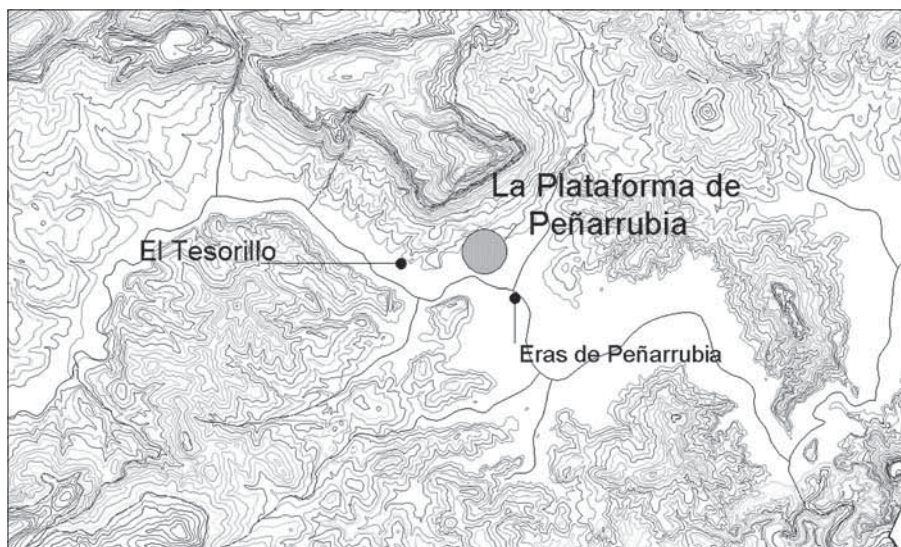 La Plataforma de
Peñarrubia
El Tesorillo
Eras de Peñarrubia